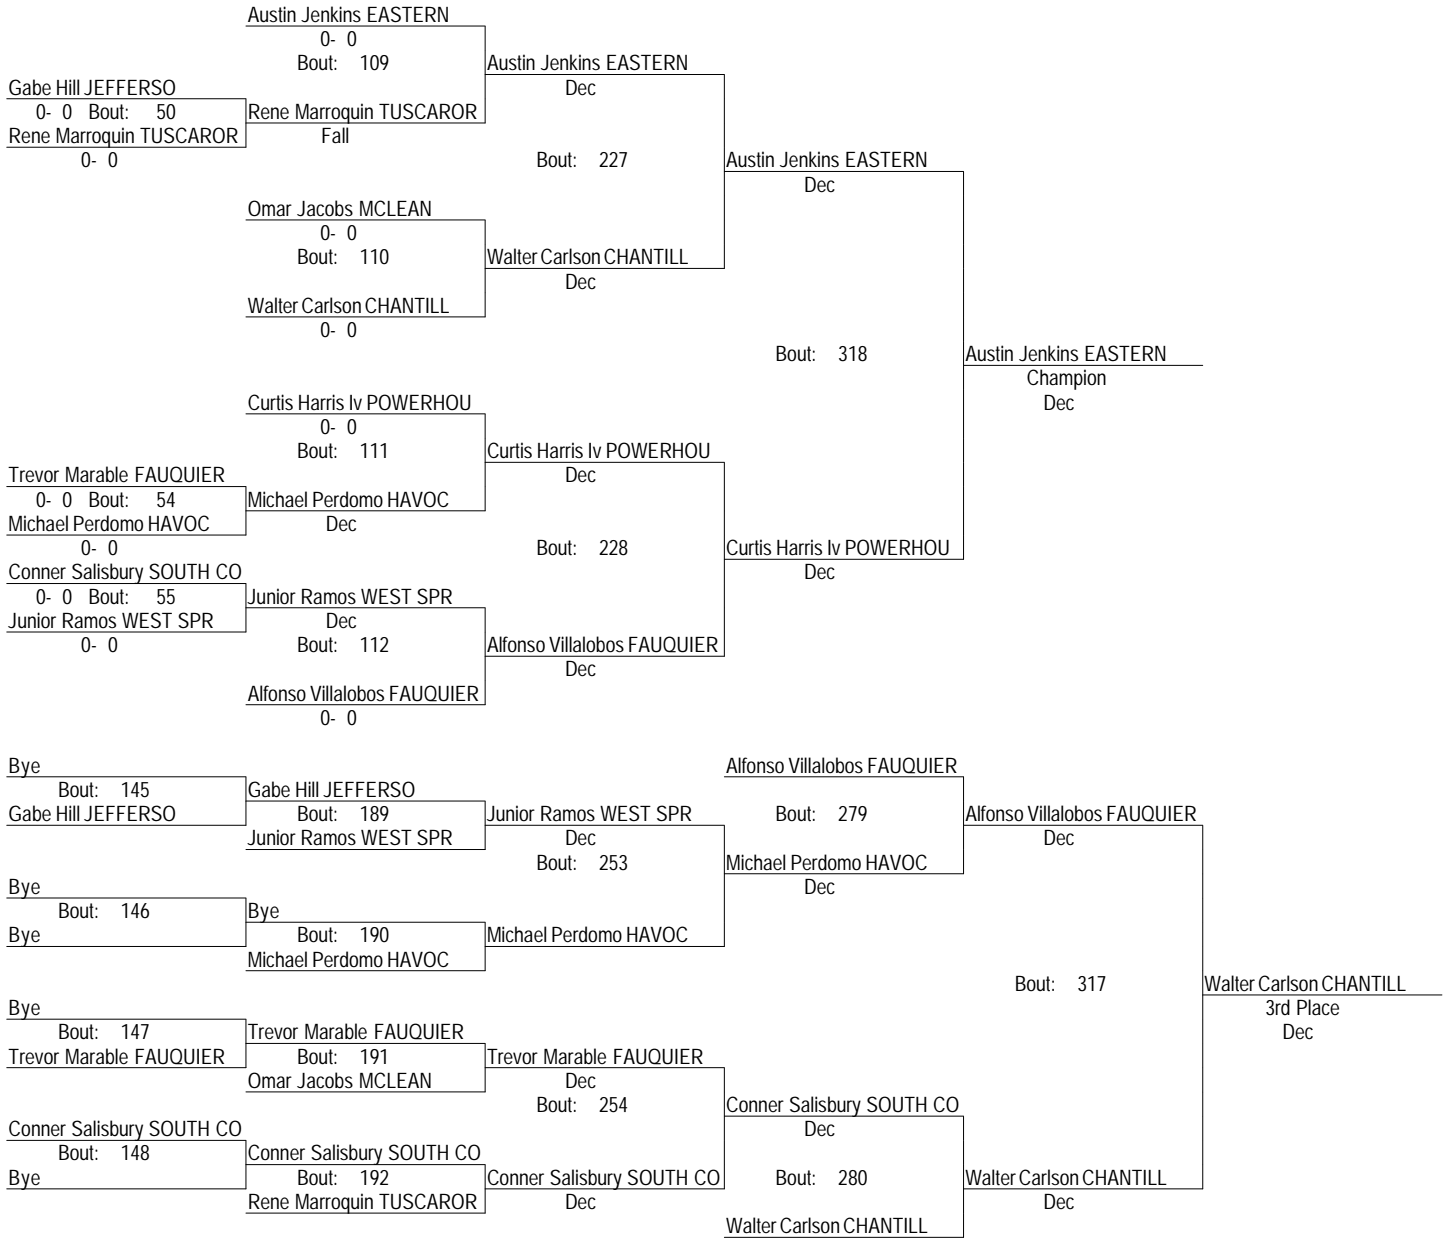 Austin Jenkins EASTERN
0- 0
Bout: 109
Austin Jenkins EASTERN
Dec
Gabe Hill JEFFERSO
0- 0 Bout: 50
Rene Marroquin TUSCAROR
Fall
Rene Marroquin TUSCAROR
0- 0
Bout: 227
Austin Jenkins EASTERN
Dec
Omar Jacobs MCLEAN
0- 0
Bout: 110
Walter Carlson CHANTILL
Dec
Walter Carlson CHANTILL
0- 0
Bout: 318
Austin Jenkins EASTERN
Champion
Dec
Curtis Harris Iv POWERHOU
0- 0
Bout: 111
Curtis Harris Iv POWERHOU
Dec
Trevor Marable FAUQUIER
0- 0 Bout: 54
Michael Perdomo HAVOC
Dec
Michael Perdomo HAVOC
0- 0
Bout: 228
Curtis Harris Iv POWERHOU
Dec
Conner Salisbury SOUTH CO
0- 0 Bout: 55
Junior Ramos WEST SPR
Dec
Junior Ramos WEST SPR
0- 0
Bout: 112
Alfonso Villalobos FAUQUIER
Dec
Alfonso Villalobos FAUQUIER
0- 0
Bye
Bout: 145
Gabe Hill JEFFERSO
Gabe Hill JEFFERSO
Bout: 189
Junior Ramos WEST SPR
Junior Ramos WEST SPR
Dec
Bout: 253
Alfonso Villalobos FAUQUIER
Bout: 279
Michael Perdomo HAVOC
Dec
Alfonso Villalobos FAUQUIER
Dec
Bye
Bout: 146
Bye
Bye
Bout: 190
Michael Perdomo HAVOC
Michael Perdomo HAVOC
Bout: 317
Walter Carlson CHANTILL
3rd Place
Dec
Bye
Bout: 147
Trevor Marable FAUQUIER
Trevor Marable FAUQUIER
Bout: 191
Omar Jacobs MCLEAN
Trevor Marable FAUQUIER
Dec
Bout: 254
Conner Salisbury SOUTH CO
Dec
Conner Salisbury SOUTH CO
Bout: 148
Bye
Conner Salisbury SOUTH CO
Bout: 192
Rene Marroquin TUSCAROR
Conner Salisbury SOUTH CO
Dec
Bout: 280
Walter Carlson CHANTILL
Walter Carlson CHANTILL
Dec